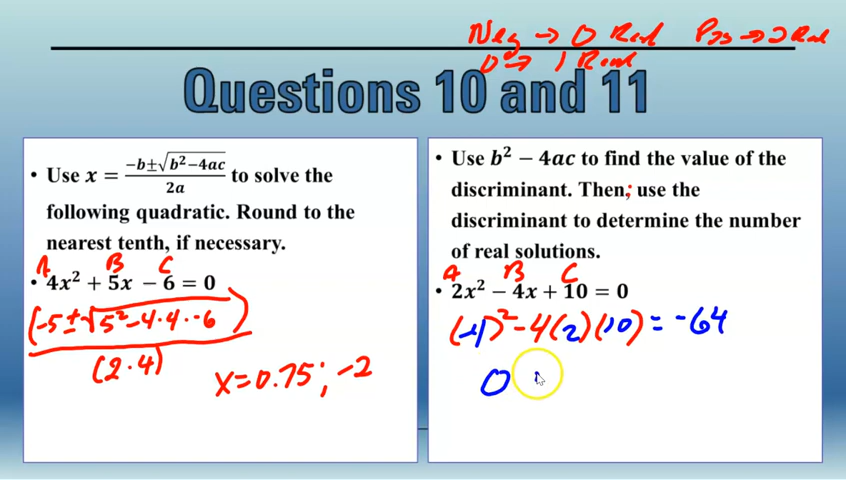 Neg → 0 Real Pos → 2 Real
0 → 1 Real
Questions 10 and 11
• Use x = \frac{-b±\sqrt{b²−4ac}}{2a} to solve the
following quadratic. Round to the
nearest tenth, if necessary.
A B C
• 4x² + 5x − 6 = 0
(-5±√5²-4·4·-6)
(2·4)
x=0.75; -2
• Use b² − 4ac to find the value of the
discriminant. Then; use the
discriminant to determine the number
of real solutions.
A B C
• 2x² − 4x + 10 = 0
(-4)²-4(2)(10)=-64
0